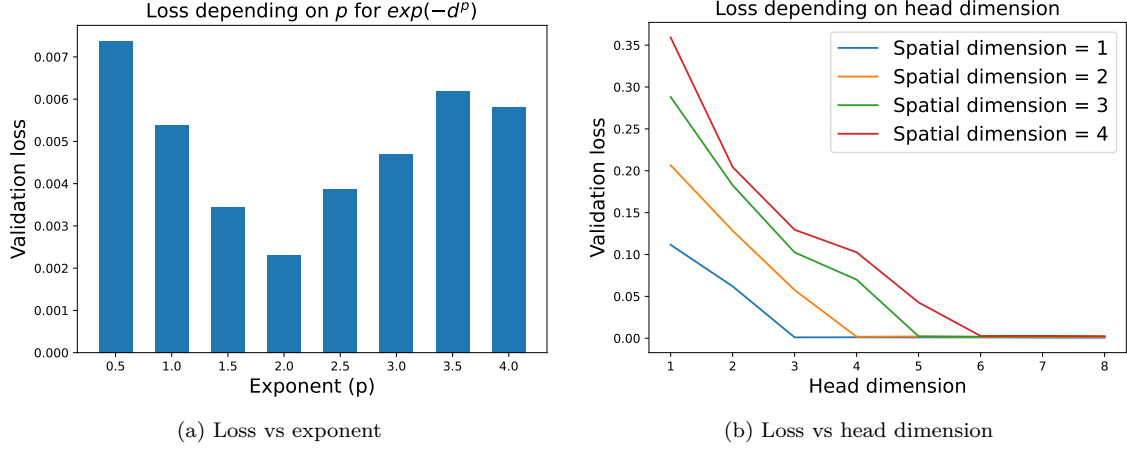 Loss depending on p for exp(−d^p)
Validation loss
0.007
0.006
0.005
0.004
0.003
0.002
0.001
0.000
0.5 1.0 1.5 2.0 2.5 3.0 3.5 4.0
Exponent (p)
(a) Loss vs exponent
Loss depending on head dimension
Validation loss
0.35
0.30
0.25
0.20
0.15
0.10
0.05
0.00
Spatial dimension = 1
Spatial dimension = 2
Spatial dimension = 3
Spatial dimension = 4
1 2 3 4 5 6 7 8
Head dimension
(b) Loss vs head dimension